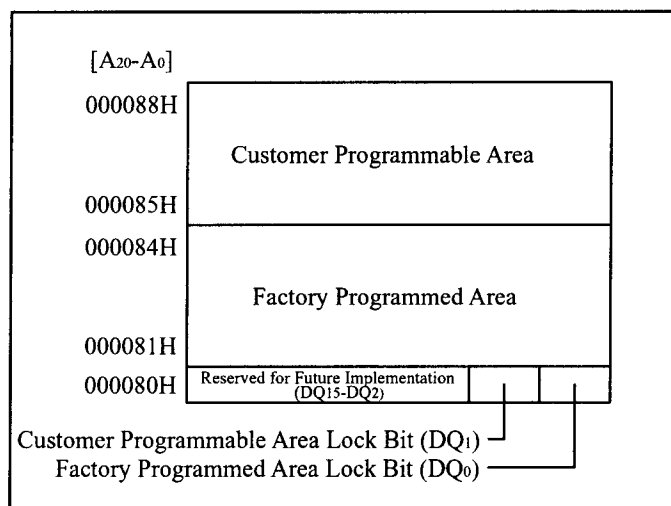 [A20-A0]
000088H
Customer Programmable Area
000085H
000084H
Factory Programmed Area
000081H
000080H
Reserved for Future Implementation
(DQ15-DQ2)
Customer Programmable Area Lock Bit (DQ1)
Factory Programmed Area Lock Bit (DQ0)